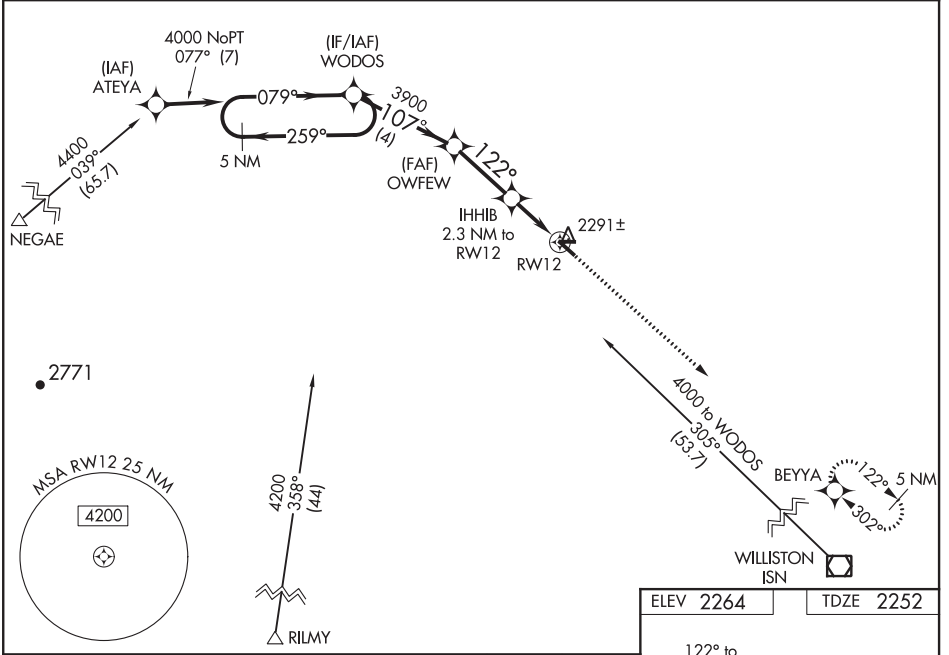 4000 NoPT
077° (7)
(IAF)
ATEYA
(IF/IAF)
WODOS
079°
259°
5 NM
3900
107°
(4)
4400
039°
(65.7)
NEGAE
(FAF)
OWFEW
122°
IHHIB
2.3 NM to
RW12
RW12
2291±
2771
MSA RW12 25 NM
4200
4200
358°
(44)
RILMY
4000 to WODOS
305°
(53.7)
BEYYA
122°
5 NM
302°
WILLISTON
ISN
ELEV 2264
TDZE 2252
122° to